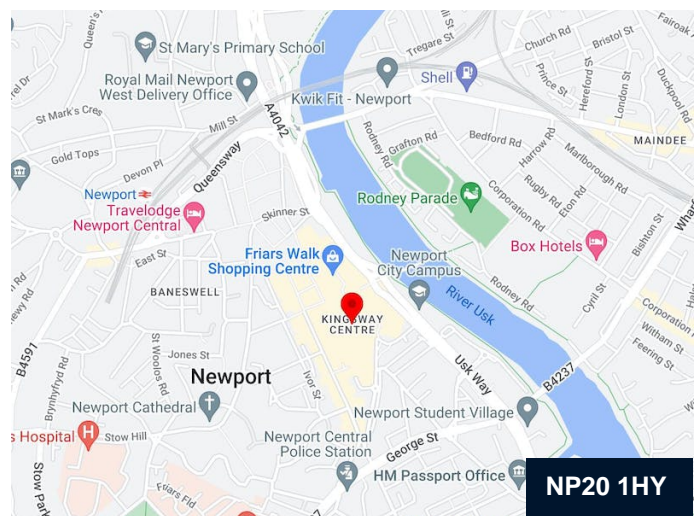 Queen's
St Mary's Primary School
Tregare St
Church Rd
Bristol St
Fairoak A
Royal Mail Newport
West Delivery Office
Shell
Prince St
Hereford St
London St
Duckpool Rd
Kwik Fit - Newport
A4042
St Mark's Cres
Mill St
Gold Tops
Devon Pl
Queensway
Rodney Rd
Grafton Rd
Bedford Rd
Harrow Rd
Marlborough Rd
MAINDEE
Newport
Travelodge
Newport Central
Skinner St
Rodney Parade
Corporation Rd
Rugby Rd
Eton Rd
Wharf
East St
Friars Walk
Shopping Centre
Newport
City Campus
Box Hotels
Bishton St
BANESWELL
Rodney Rd
Cyril St
River Usk
KINGSWAY
CENTRE
Corporation
Witham St
Feering St
B4591
Brynhyfryd Rd
St Woolos Rd
Jones St
Ivor St
Usk Way
B4237
Newport
Newport Cathedral
Newport Student Village
s Hospital
H
Stow Hill
Newport Central
Police Station
George St
Stow Park
Friars Fld
HM Passport Office
NP20 1HY